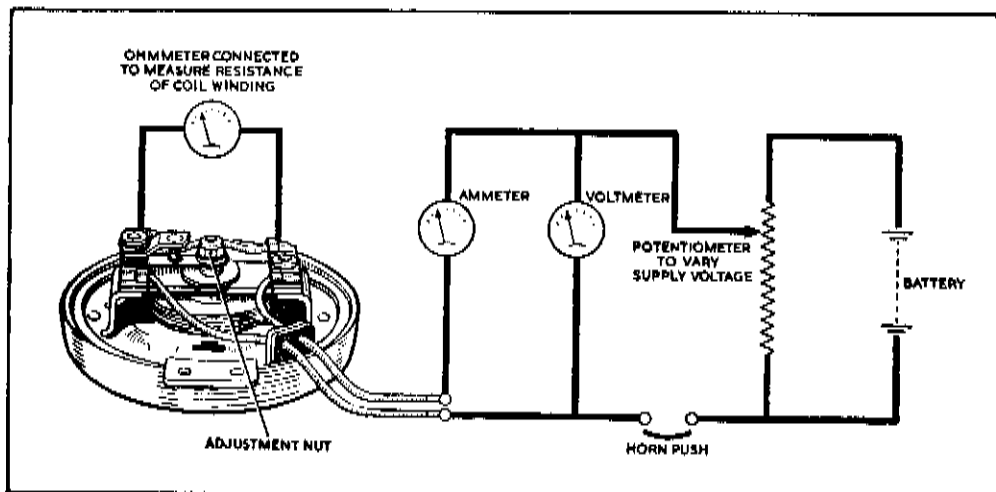 OHMMETER CONNECTED
TO MEASURE RESISTANCE
OF COIL WINDING
AMMETER
VOLTMETER
POTENTIOMETER
TO VARY
SUPPLY VOLTAGE
BATTERY
ADJUSTMENT NUT
HORN PUSH